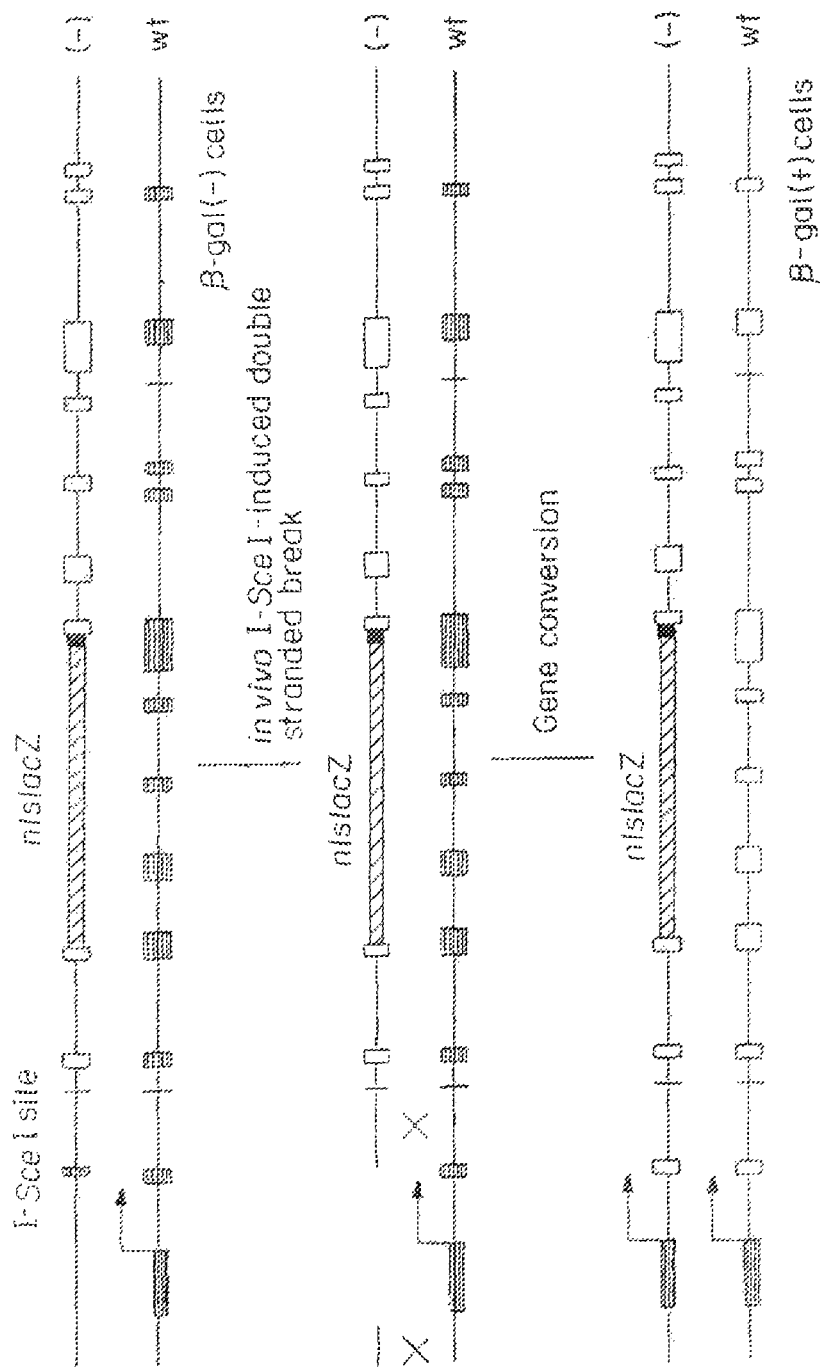 I-Sce I site
nlslacZ
(-)
wt
β-gal(-) cells
in vivo I-Sce I-induced double
stranded break
nlslacZ
(-)
wt
Gene conversion
nlslacZ
(-)
wt
β-gal(+) cells